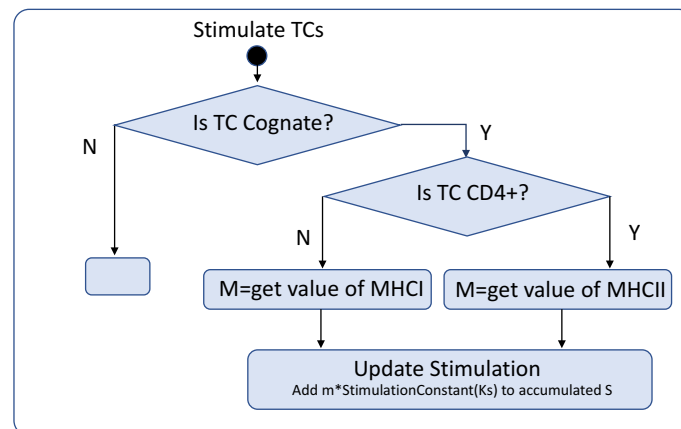 Stimulate TCs
Is TC Cognate?
N
Y
Is TC CD4+?
N
Y
M=get value of MHCI
M=get value of MHCII
Update Stimulation
Add m*StimulationConstant(Ks) to accumulated S